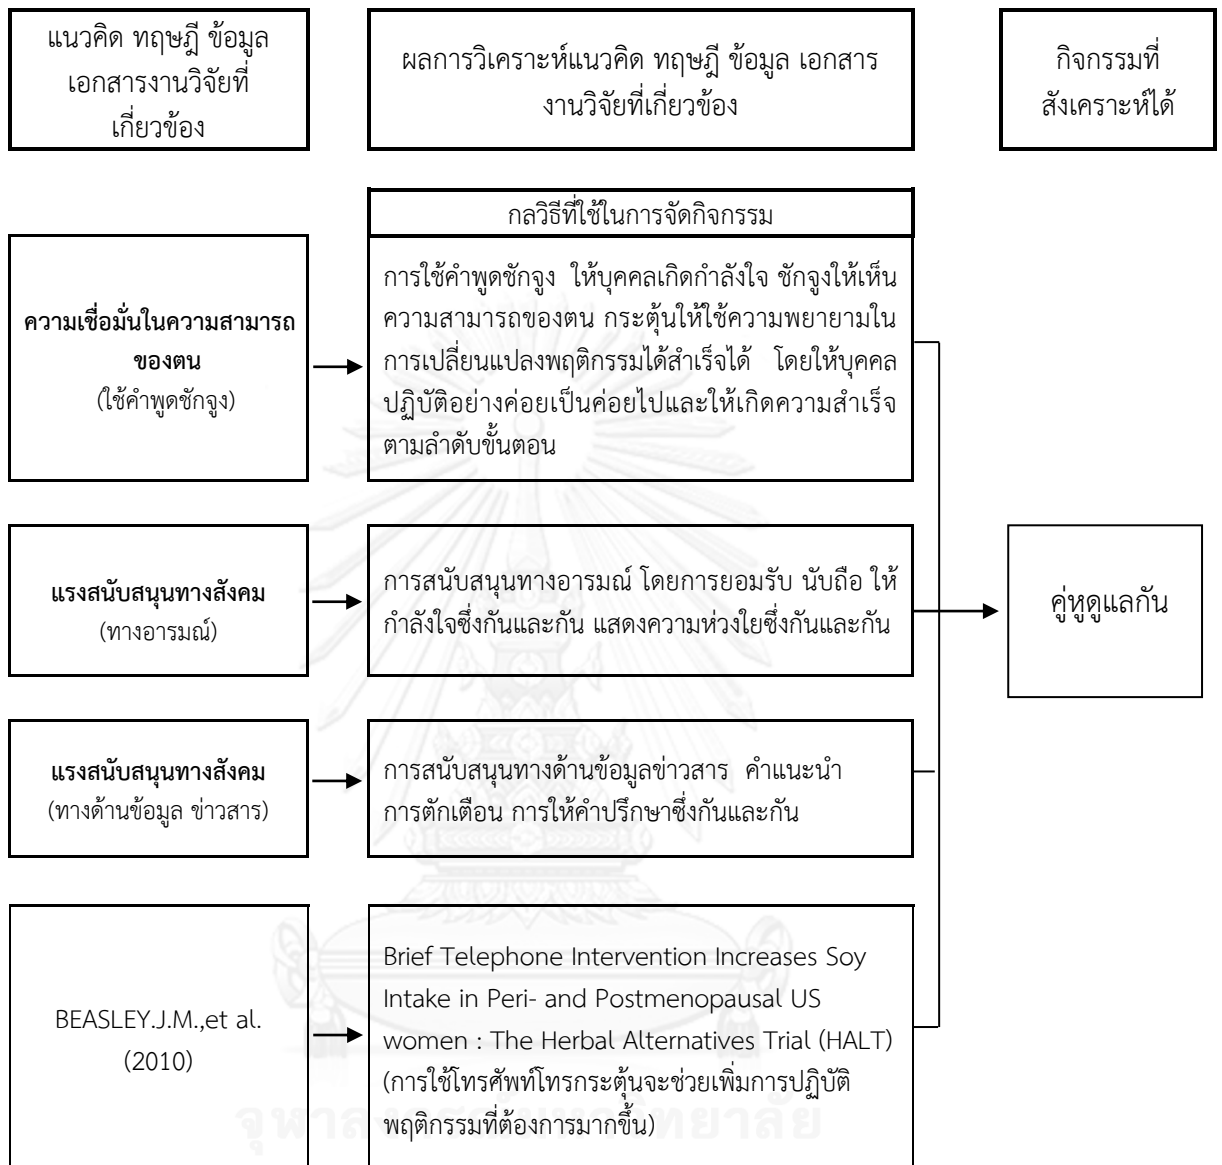 แนวคิด ทฤษฎี ข้อมูล
เอกสารงานวิจัยที่
เกี่ยวข้อง
ผลการวิเคราะห์แนวคิด ทฤษฎี ข้อมูล เอกสาร
งานวิจัยที่เกี่ยวข้อง
กิจกรรมที่
สังเคราะห์ได้
กลวิธีที่ใช้ในการจัดกิจกรรม
ความเชื่อมั่นในความสามารถ
ของตน
(ใช้คำพูดชักจูง)
การใช้คำพูดชักจูง ให้บุคคลเกิดกำลังใจ ชักจูงให้เห็น
ความสามารถของตน กระตุ้นให้ใช้ความพยายามใน
การเปลี่ยนแปลงพฤติกรรมได้สำเร็จได้ โดยให้บุคคล
ปฏิบัติอย่างค่อยเป็นค่อยไปและให้เกิดความสำเร็จ
ตามลำดับขั้นตอน
แรงสนับสนุนทางสังคม
(ทางอารมณ์)
การสนับสนุนทางอารมณ์ โดยการยอมรับ นับถือ ให้
กำลังใจซึ่งกันและกัน แสดงความห่วงใยซึ่งกันและกัน
คู่หูดูแลกัน
แรงสนับสนุนทางสังคม
(ทางด้านข้อมูล ข่าวสาร)
การสนับสนุนทางด้านข้อมูลข่าวสาร คำแนะนำ
การตักเตือน การให้คำปรึกษาซึ่งกันและกัน
BEASLEY.J.M.,et al.
(2010)
Brief Telephone Intervention Increases Soy
Intake in Peri- and Postmenopausal US
women : The Herbal Alternatives Trial (HALT)
(การใช้โทรศัพท์โทรกระตุ้นจะช่วยเพิ่มการปฏิบัติ
พฤติกรรมที่ต้องการมากขึ้น)
จุฬาลงกรณ์มหาวิทยาลัย